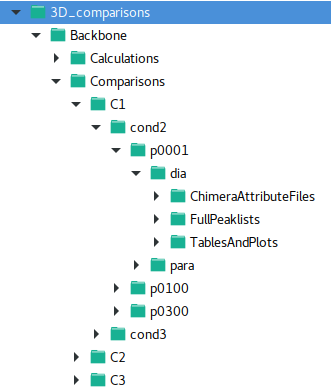 3D_comparisons
Backbone
Calculations
Comparisons
C1
cond2
p0001
dia
ChimeraAttributeFiles
FullPeaklists
TablesAndPlots
para
p0100
p0300
cond3
C2
C3